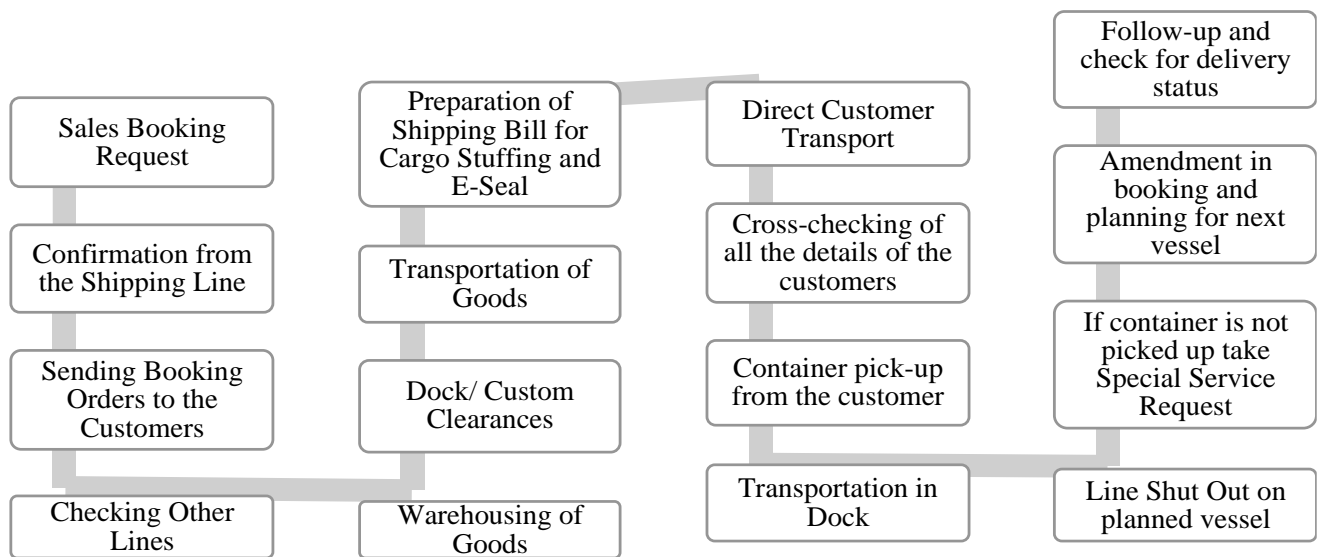 Sales Booking
Request
Confirmation from
the Shipping Line
Sending Booking
Orders to the
Customers
Checking Other
Lines
Warehousing of
Goods
Dock/ Custom
Clearances
Transportation of
Goods
Preparation of
Shipping Bill for
Cargo Stuffing and
E-Seal
Direct Customer
Transport
Cross-checking of
all the details of the
customers
Container pick-up
from the customer
Transportation in
Dock
Line Shut Out on
planned vessel
If container is not
picked up take
Special Service
Request
Amendment in
booking and
planning for next
vessel
Follow-up and
check for delivery
status